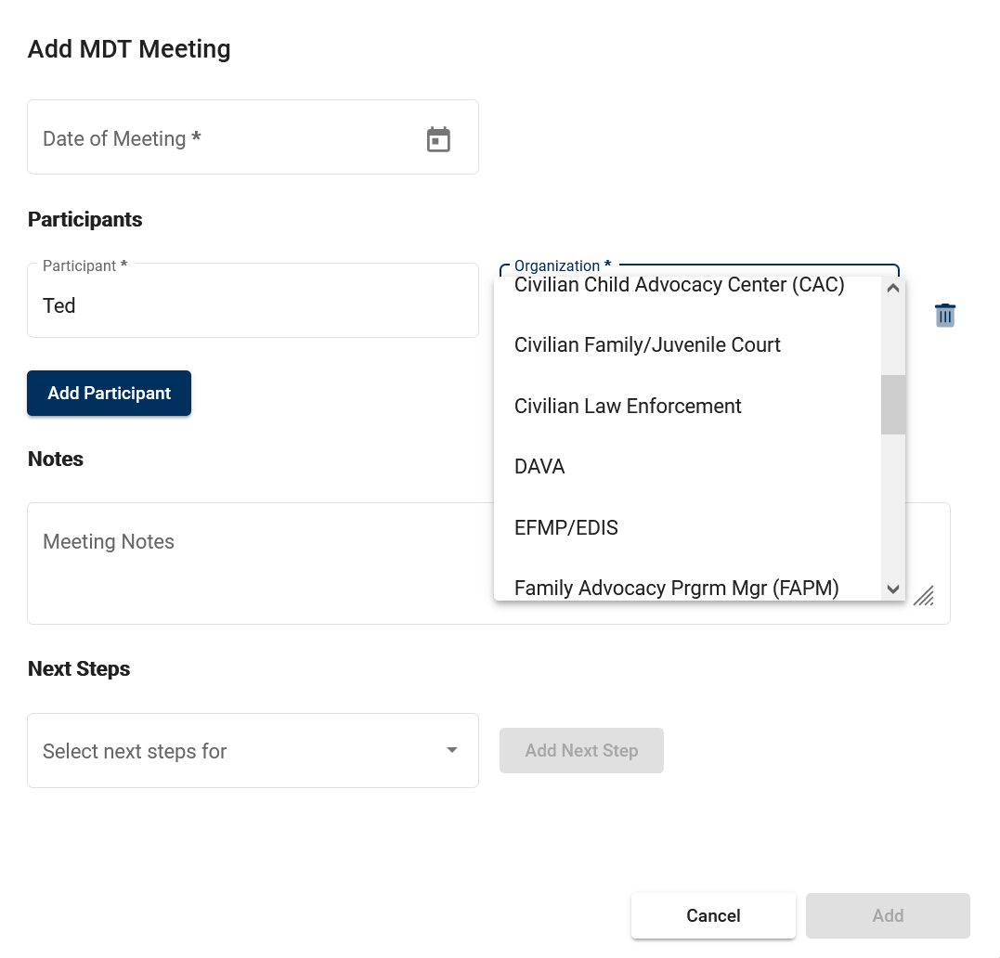 Add MDT Meeting
Date of Meeting *
Participants
Participant *
Ted
Organization *
Civilian Child Advocacy Center (CAC)
Civilian Family/Juvenile Court
Civilian Law Enforcement
DAVA
EFMP/EDIS
Family Advocacy Prgrm Mgr (FAPM)
Add Participant
Notes
Meeting Notes
Next Steps
Select next steps for
Add Next Step
Cancel
Add